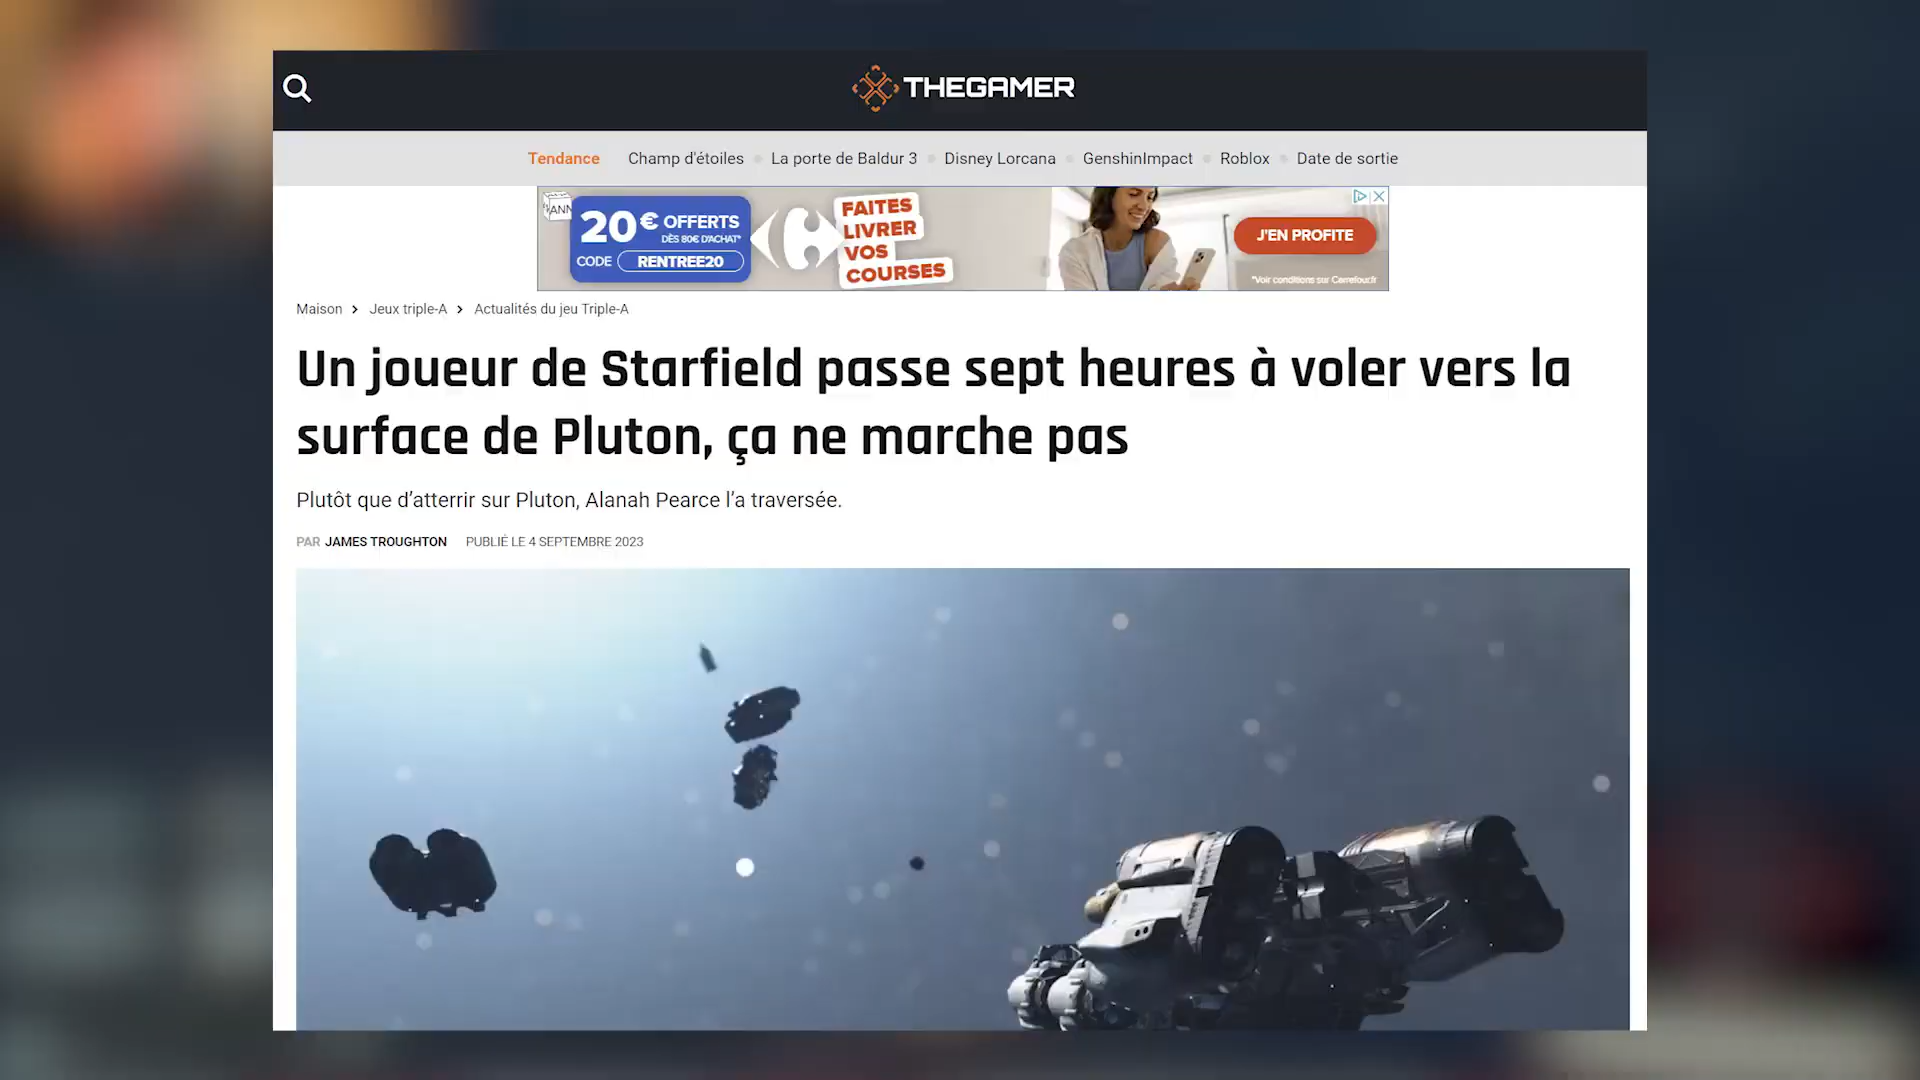 THEGAMER
Tendance Champ d'étoiles La porte de Baldur 3 Disney Lorcana GenshinImpact Roblox Date de sortie
20€ OFFERTS
DÈS 80€ D'ACHAT*
CODE RENTREE20
FAITES
LIVRER
VOS
COURSES
J'EN PROFITE
*Voir conditions sur Carrefour.fr
Maison > Jeux triple-A > Actualités du jeu Triple-A
Un joueur de Starfield passe sept heures à voler vers la
surface de Pluton, ça ne marche pas
Plutôt que d’atterrir sur Pluton, Alanah Pearce l’a traversée.
PAR JAMES TROUGHTON PUBLIÉ LE 4 SEPTEMBRE 2023